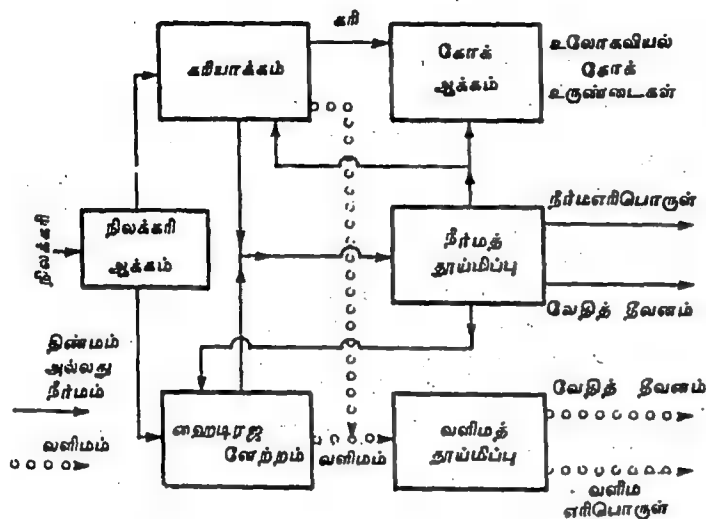 கரி
கரியாக்கம்
கோக்
ஆக்கம்
உலோகவியல்
கோக்
உருண்டைகள்
நிலக்கரி
நிலக்கரி
ஆக்கம்
நீர்மத்
தூய்மிப்பு
நீர்மஎரிபொருள்
வேதித் தீவனம்
திண்மம்
அல்லது
நீர்மம்
வளிமம்
ஹைடிரஜ
னேற்றம்
வளிமம்
வளிமத்
தூய்மிப்பு
வேதித் தீவனம்
வளிம
எரிபொருள்